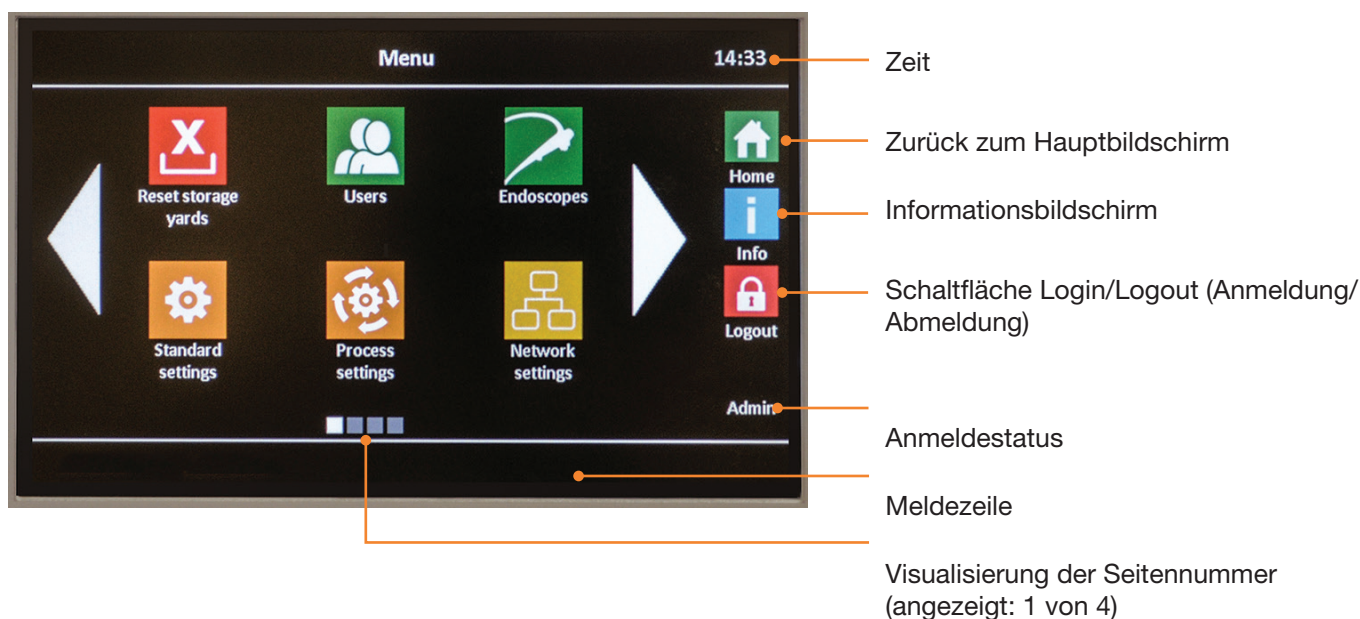 Menu
14:33
Zeit
Reset storage
yards
Users
Endoscopes
Home
Zurück zum Hauptbildschirm
Info
Informationsbildschirm
Logout
Schaltfläche Login/Logout (Anmeldung/
Abmeldung)
Standard
settings
Process
settings
Network
settings
Admin
Anmeldestatus
Meldezeile
Visualisierung der Seitennummer
(angezeigt: 1 von 4)